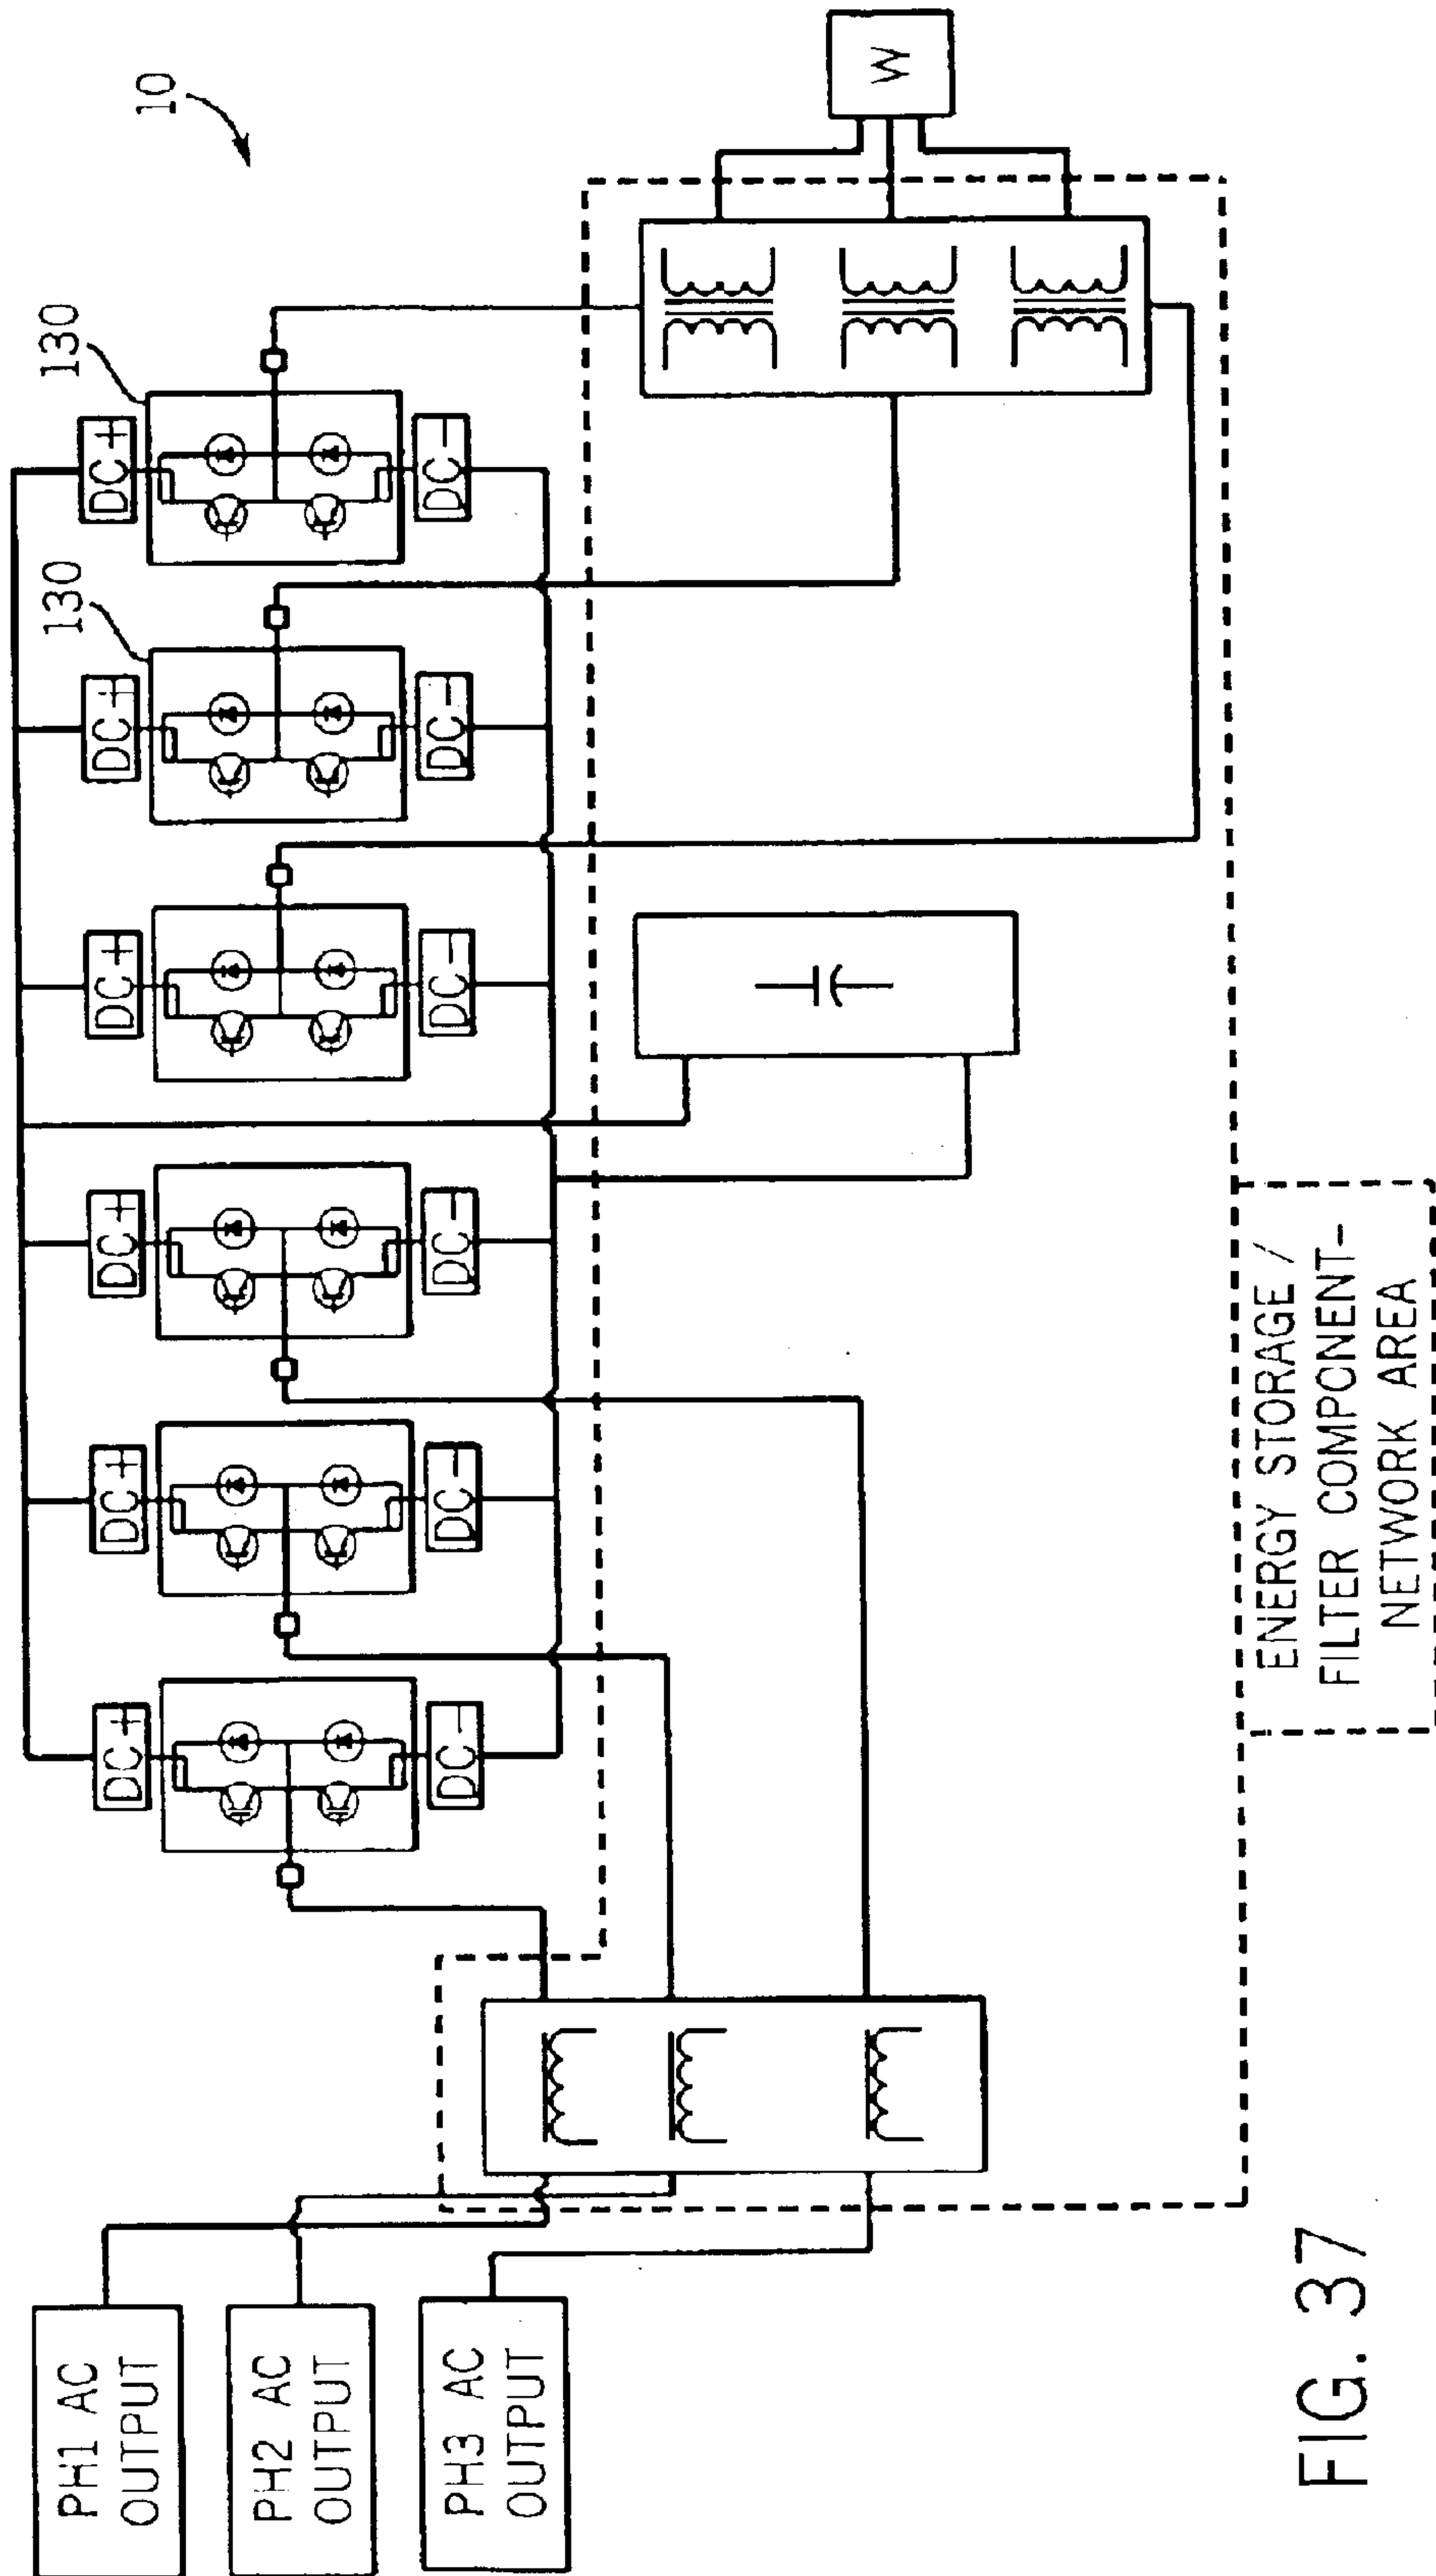 10
130
130
DC+
DC+
DC+
DC+
DC+
DC+
DC-
DC-
DC-
DC-
DC-
DC-
W
PH1 AC
OUTPUT
PH2 AC
OUTPUT
PH3 AC
OUTPUT
ENERGY STORAGE /
FILTER COMPONENT-
NETWORK AREA
FIG. 37